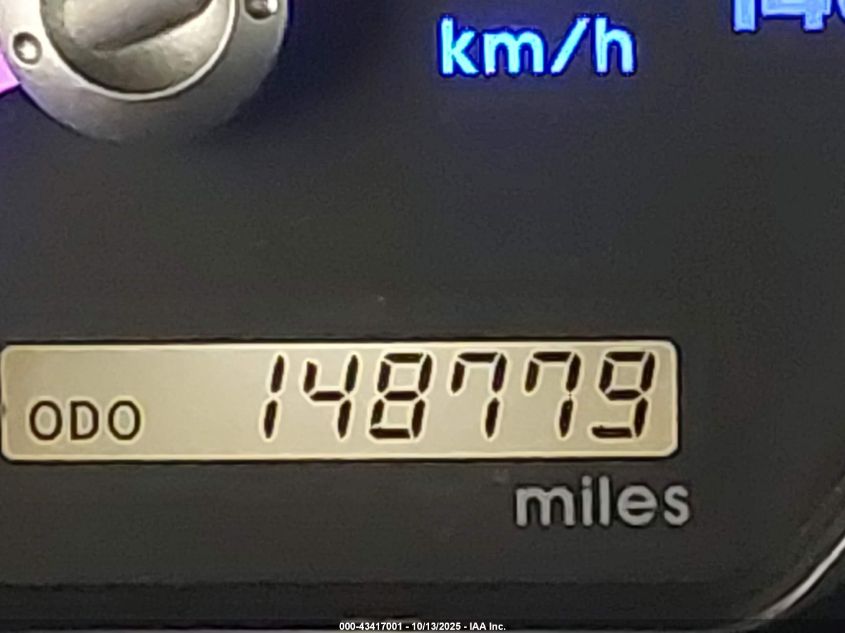 km/h
ODO 148779
miles
000-43417001 - 10/13/2025 - IAA Inc.